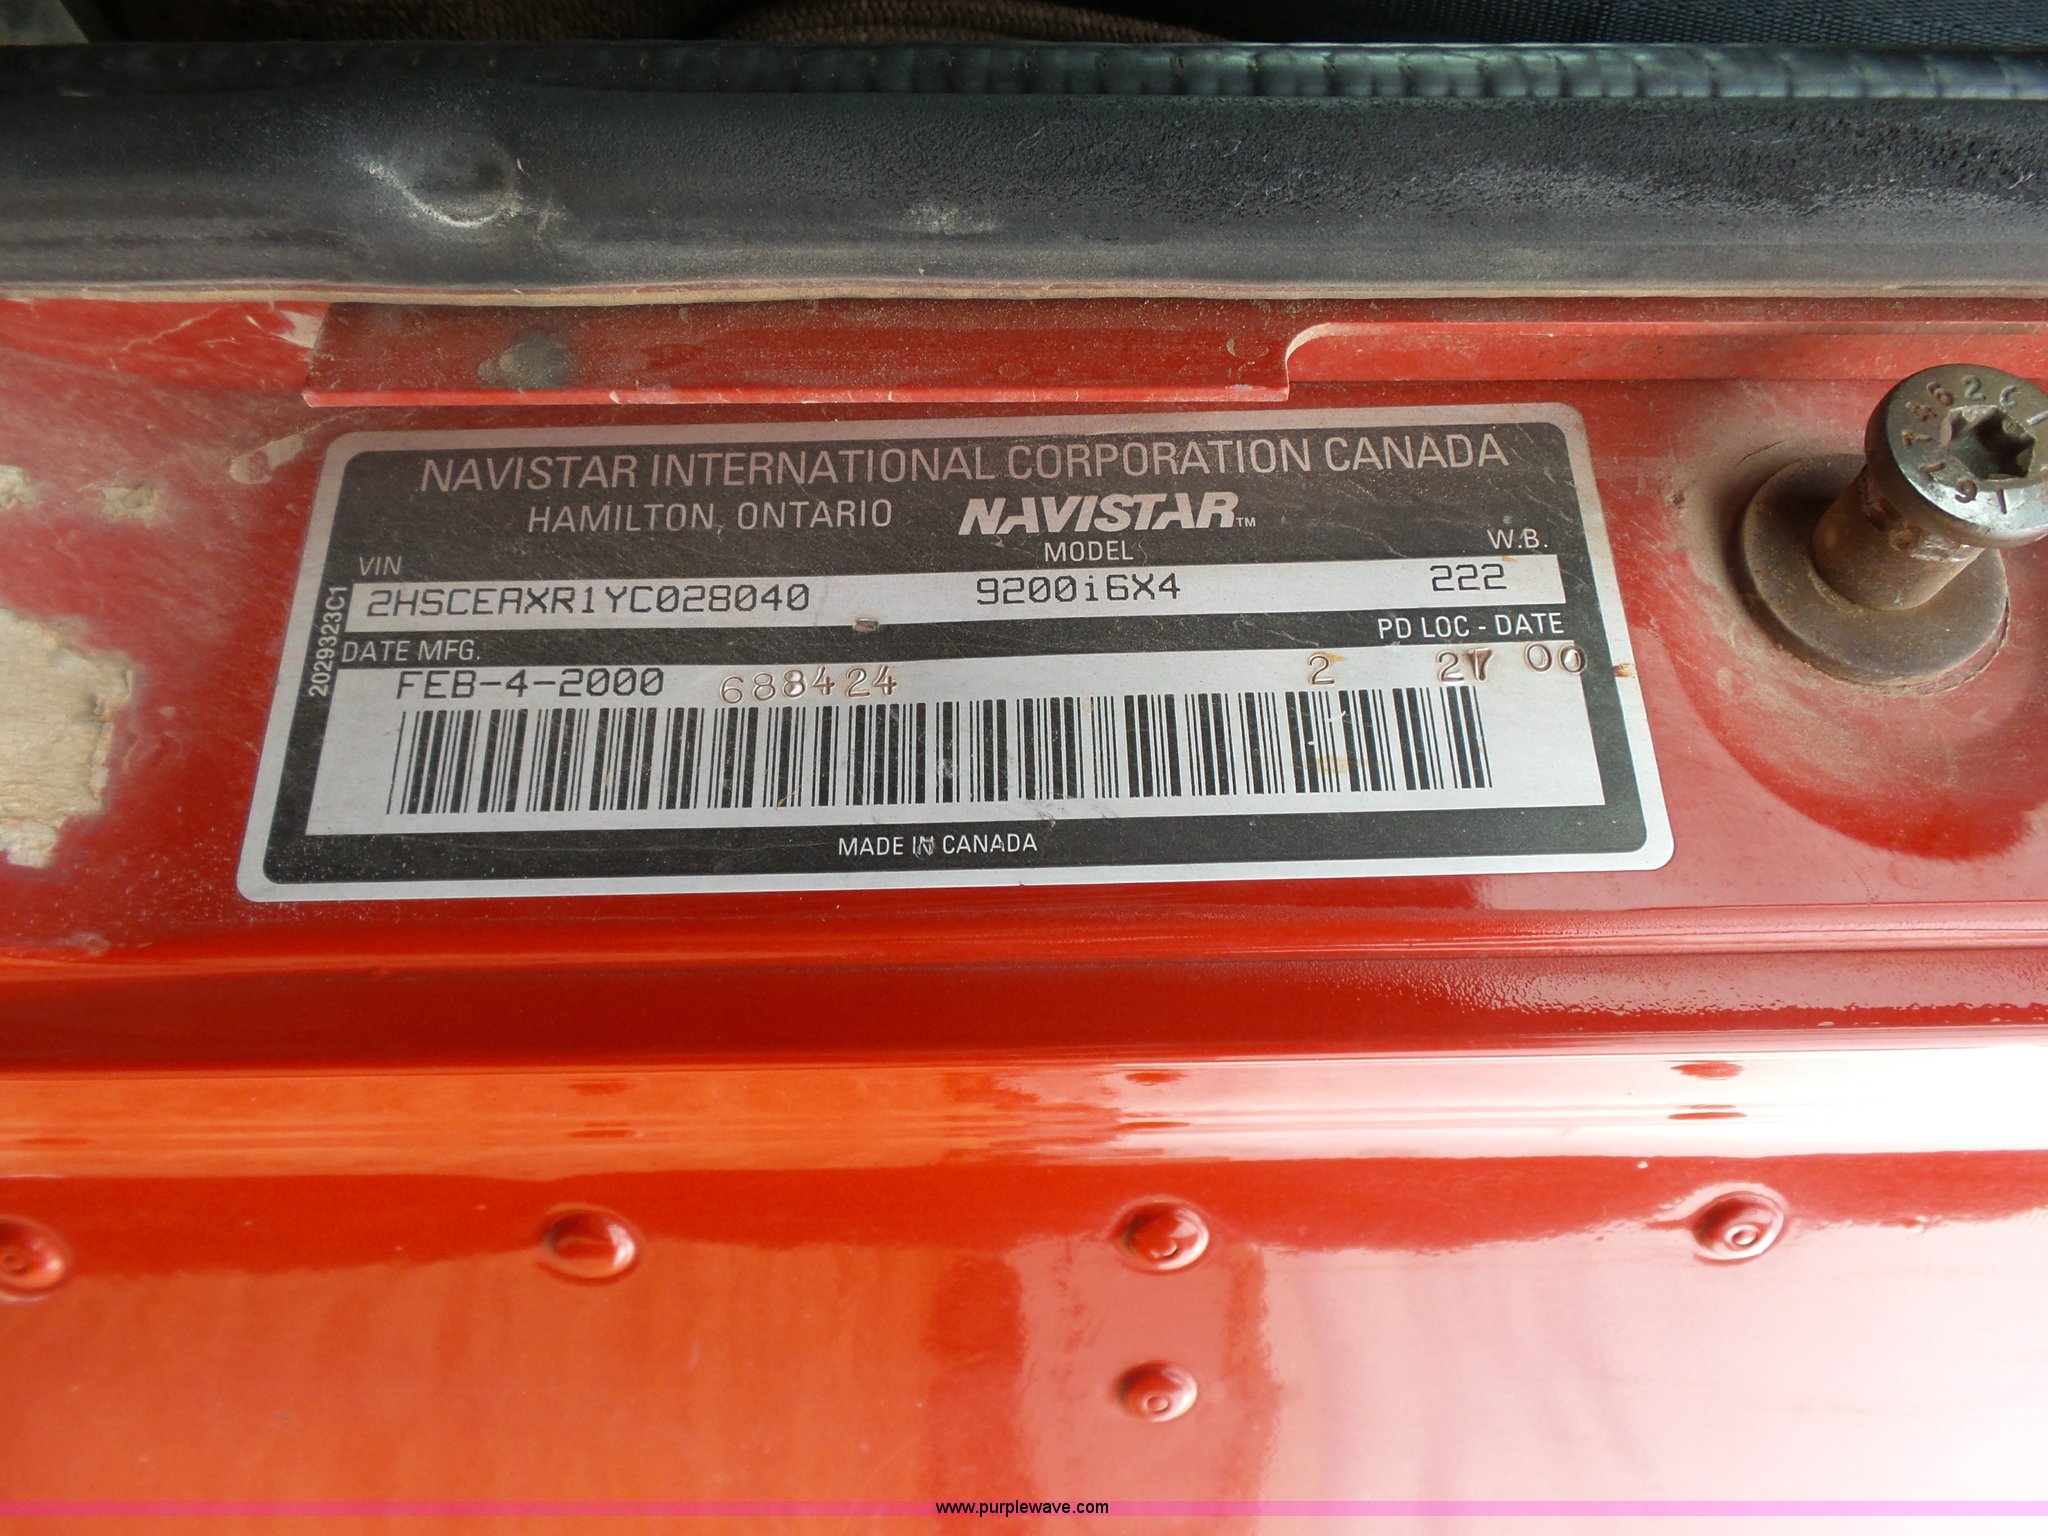 NAVISTAR INTERNATIONAL CORPORATION CANADA
HAMILTON, ONTARIO NAVISTAR™
VIN MODEL W.B.
2HSCEAXR1YC028040 9200i6X4 222
2029323C1
DATE MFG. PD LOC - DATE
FEB-4-2000 688424 2 27 00
MADE IN CANADA
www.purplewave.com